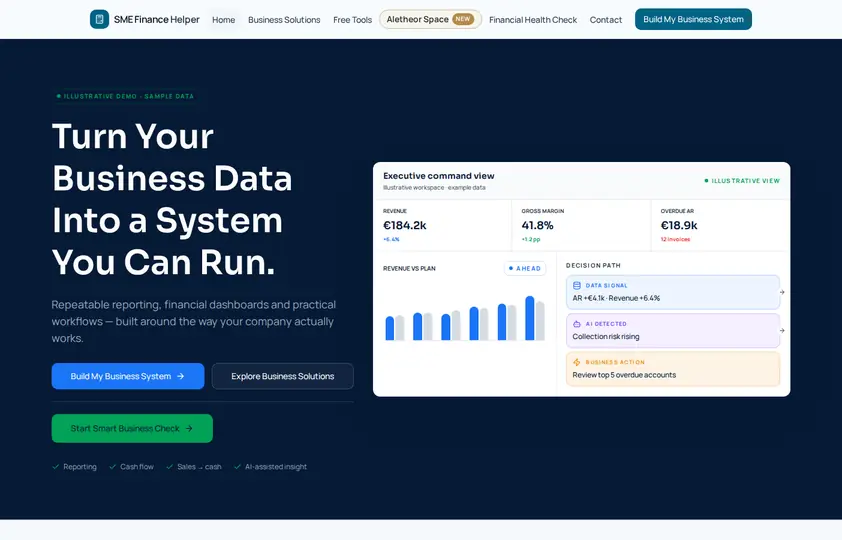 SME Finance Helper
Home
Business Solutions
Free Tools
Aletheor Space NEW
Financial Health Check
Contact
Build My Business System
ILLUSTRATIVE DEMO · SAMPLE DATA
Turn Your
Business Data
Into a System
You Can Run.
Repeatable reporting, financial dashboards and practical
workflows — built around the way your company actually
works.
Build My Business System →
Explore Business Solutions
Start Smart Business Check →
Reporting
Cash flow
Sales → cash
AI-assisted insight
Executive command view
Illustrative workspace · example data
ILLUSTRATIVE VIEW
REVENUE
€184.2k
+6.4%
GROSS MARGIN
41.8%
+1.2 pp
OVERDUE AR
€18.9k
12 invoices
REVENUE VS PLAN
AHEAD
DECISION PATH
DATA SIGNAL
AR +€4.1k · Revenue +6.4%
AI DETECTED
Collection risk rising
BUSINESS ACTION
Review top 5 overdue accounts